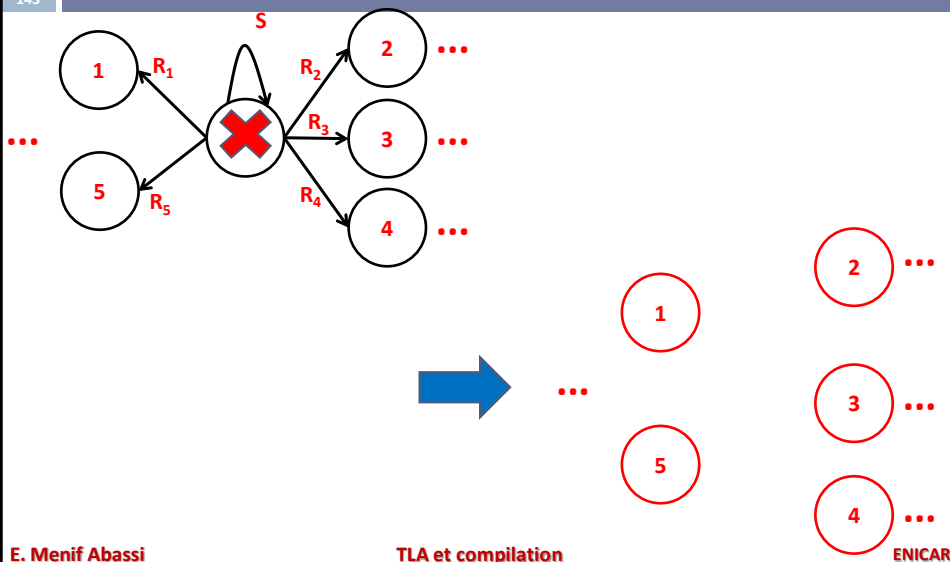 143
S
1
R1
R2
2
...
...
R3
3
...
5
R5
R4
4
...
2
...
1
...
3
...
5
4
...
E. Menif Abassi
TLA et compilation
ENICAR